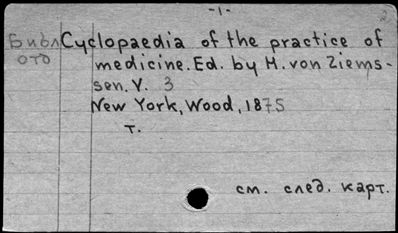 -1-
Библ Cyclopaedia of the practice of
ото medicine. Ed. by H. von Ziems-
sen. V. 3
New York, Wood, 1875
т.
см. след. карт.